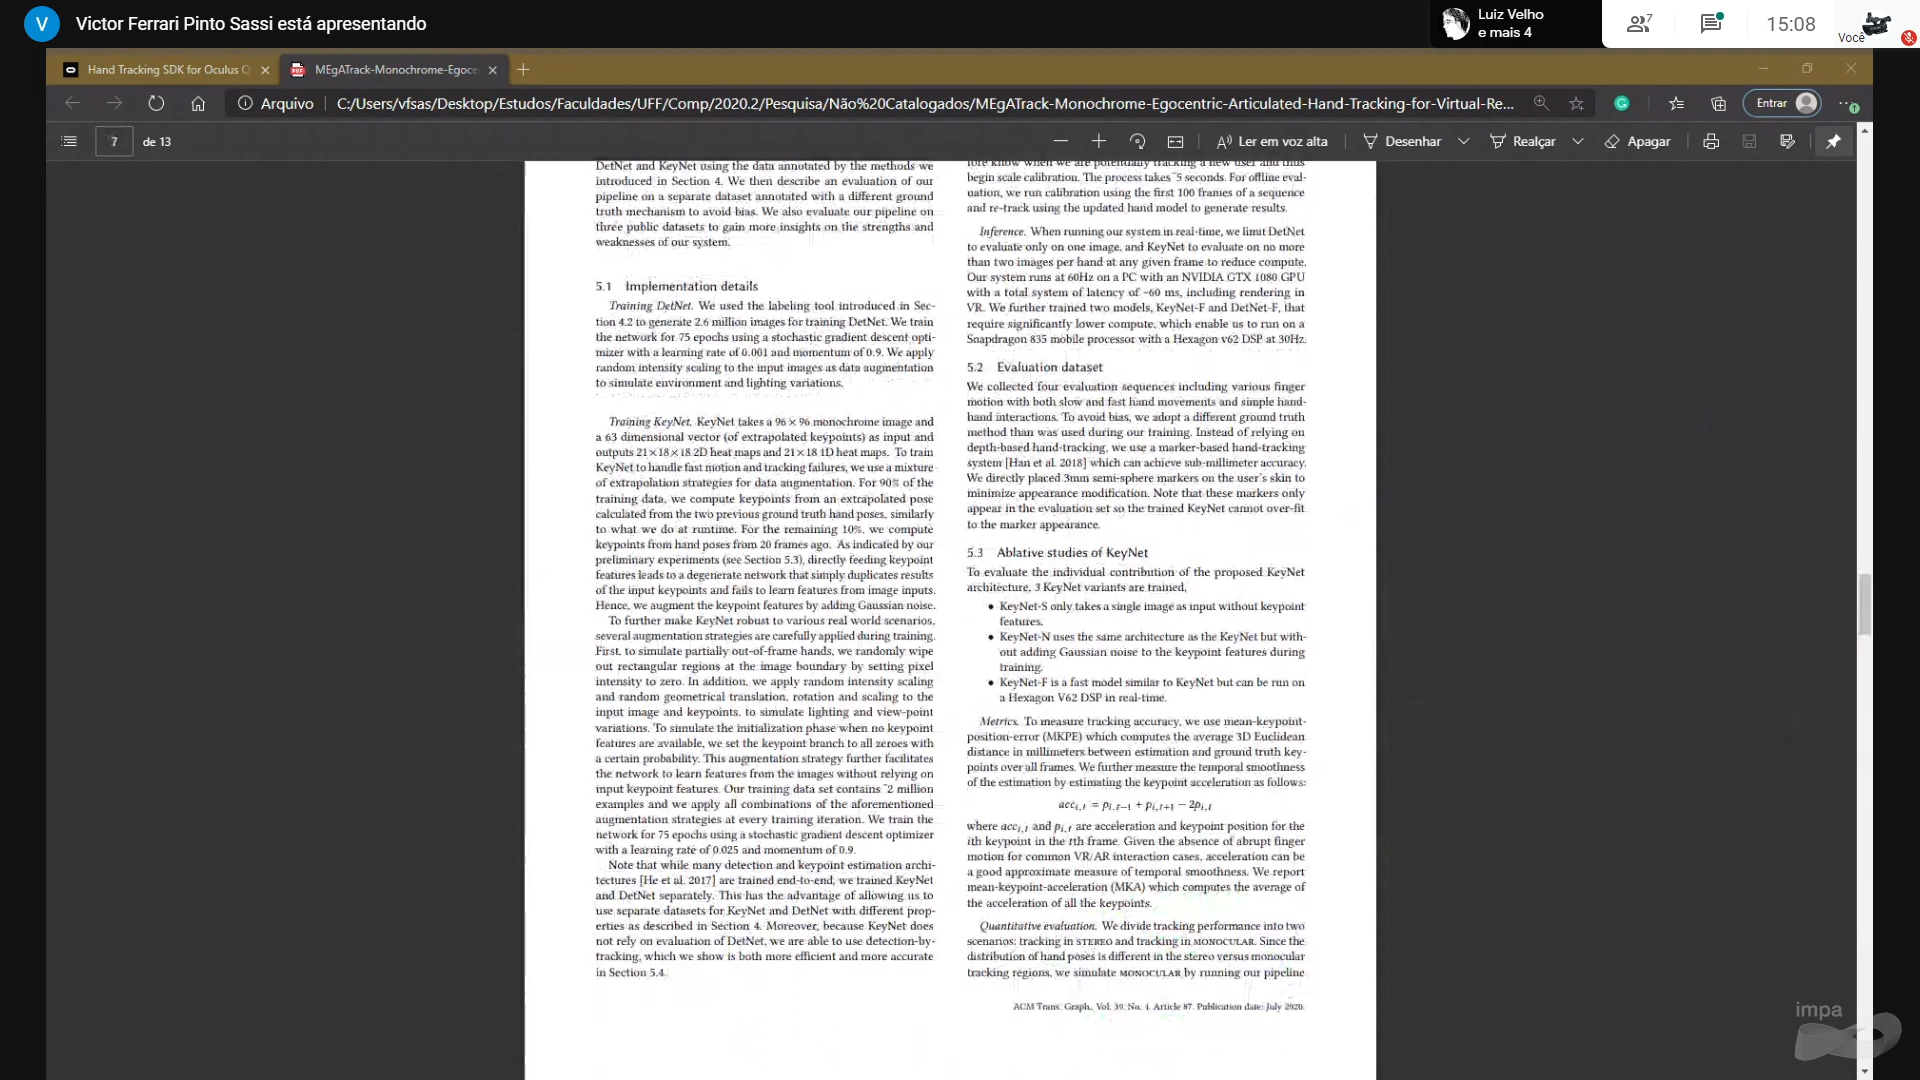 V
Victor Ferrari Pinto Sassi está apresentando
Luiz Velho
e mais 4
7
15:08
Você
Hand Tracking SDK for Oculus Q
MEgATrack-Monochrome-Egoce
Arquivo
C:/Users/vfsas/Desktop/Estudos/Faculdades/UFF/Comp/2020.2/Pesquisa/Não%20Catalogados/MEgATrack-Monochrome-Egocentric-Articulated-Hand-Tracking-for-Virtual-Re...
Entrar
7 de 13
Ler em voz alta
Desenhar
Realçar
Apagar
DetNet and KeyNet using the data annotated by the methods we
introduced in Section 4. We then describe an evaluation of our
pipeline on a separate dataset annotated with a different ground
truth mechanism to avoid bias. We also evaluate our pipeline on
three public datasets to gain more insights on the strengths and
weaknesses of our system.
5.1 Implementation details
Training DetNet. We used the labeling tool introduced in Sec-
tion 4.2 to generate 2.6 million images for training DetNet. We train
the network for 75 epochs using a stochastic gradient descent opti-
mizer with a learning rate of 0.001 and momentum of 0.9. We apply
random intensity scaling to the input images as data augmentation
to simulate environment and lighting variations.
Training KeyNet. KeyNet takes a 96 × 96 monochrome image and
a 63 dimensional vector (of extrapolated keypoints) as input and
outputs 21×18×18 2D heat maps and 21×18 1D heat maps. To train
KeyNet to handle fast motion and tracking failures, we use a mixture
of extrapolation strategies for data augmentation. For 90% of the
training data, we compute keypoints from an extrapolated pose
calculated from the two previous ground truth hand poses, similarly
to what we do at runtime. For the remaining 10%, we compute
keypoints from hand poses from 20 frames ago. As indicated by our
preliminary experiments (see Section 5.3), directly feeding keypoint
features leads to a degenerate network that simply duplicates results
of the input keypoints and fails to learn features from image inputs.
Hence, we augment the keypoint features by adding Gaussian noise.
To further make KeyNet robust to various real world scenarios,
several augmentation strategies are carefully applied during training.
First, to simulate partially out-of-frame hands, we randomly wipe
out rectangular regions at the image boundary by setting pixel
intensity to zero. In addition, we apply random intensity scaling
and random geometrical translation, rotation and scaling to the
input image and keypoints, to simulate lighting and view-point
variations. To simulate the initialization phase when no keypoint
features are available, we set the keypoint branch to all zeroes with
a certain probability. This augmentation strategy further facilitates
the network to learn features from the images without relying on
input keypoint features. Our training data set contains ~2 million
examples and we apply all combinations of the aforementioned
augmentation strategies at every training iteration. We train the
network for 75 epochs using a stochastic gradient descent optimizer
with a learning rate of 0.025 and momentum of 0.9.
Note that while many detection and keypoint estimation archi-
tectures [He et al. 2017] are trained end-to-end, we trained KeyNet
and DetNet separately. This has the advantage of allowing us to
use separate datasets for KeyNet and DetNet with different prop-
erties as described in Section 4. Moreover, because KeyNet does
not rely on evaluation of DetNet, we are able to use detection-by-
tracking, which we show is both more efficient and more accurate
in Section 5.4.
fore know when we are potentially tracking a new user and thus
begin scale calibration. The process takes ~5 seconds. For offline eval-
uation, we run calibration using the first 100 frames of a sequence
and re-track using the updated hand model to generate results.
Inference. When running our system in real-time, we limit DetNet
to evaluate only on one image, and KeyNet to evaluate on no more
than two images per hand at any given frame to reduce compute.
Our system runs at 60Hz on a PC with an NVIDIA GTX 1080 GPU
with a total system of latency of ~60 ms, including rendering in
VR. We further trained two models, KeyNet-F and DetNet-F, that
require significantly lower compute, which enable us to run on a
Snapdragon 835 mobile processor with a Hexagon v62 DSP at 30Hz.
5.2 Evaluation dataset
We collected four evaluation sequences including various finger
motion with both slow and fast hand movements and simple hand-
hand interactions. To avoid bias, we adopt a different ground truth
method than was used during our training. Instead of relying on
depth-based hand-tracking, we use a marker-based hand-tracking
system [Han et al. 2018] which can achieve sub-millimeter accuracy.
We directly placed 3mm semi-sphere markers on the user's skin to
minimize appearance modification. Note that these markers only
appear in the evaluation set so the trained KeyNet cannot over-fit
to the marker appearance.
5.3 Ablative studies of KeyNet
To evaluate the individual contribution of the proposed KeyNet
architecture, 3 KeyNet variants are trained,
• KeyNet-S only takes a single image as input without keypoint
features.
• KeyNet-N uses the same architecture as the KeyNet but with-
out adding Gaussian noise to the keypoint features during
training.
• KeyNet-F is a fast model similar to KeyNet but can be run on
a Hexagon V62 DSP in real-time.
Metrics. To measure tracking accuracy, we use mean-keypoint-
position-error (MKPE) which computes the average 3D Euclidean
distance in millimeters between estimation and ground truth key-
points over all frames. We further measure the temporal smoothness
of the estimation by estimating the keypoint acceleration as follows:
acc_{i,t} = p_{i,t−1} + p_{i,t+1} − 2p_{i,t}
where acc_{i,t} and p_{i,t} are acceleration and keypoint position for the
ith keypoint in the tth frame. Given the absence of abrupt finger
motion for common VR/AR interaction cases, acceleration can be
a good approximate measure of temporal smoothness. We report
mean-keypoint-acceleration (MKA) which computes the average of
the acceleration of all the keypoints.
Quantitative evaluation. We divide tracking performance into two
scenarios: tracking in STEREO and tracking in MONOCULAR. Since the
distribution of hand poses is different in the stereo versus monocular
tracking regions, we simulate MONOCULAR by running our pipeline
ACM Trans. Graph., Vol. 39, No. 4, Article 87. Publication date: July 2020.
impa